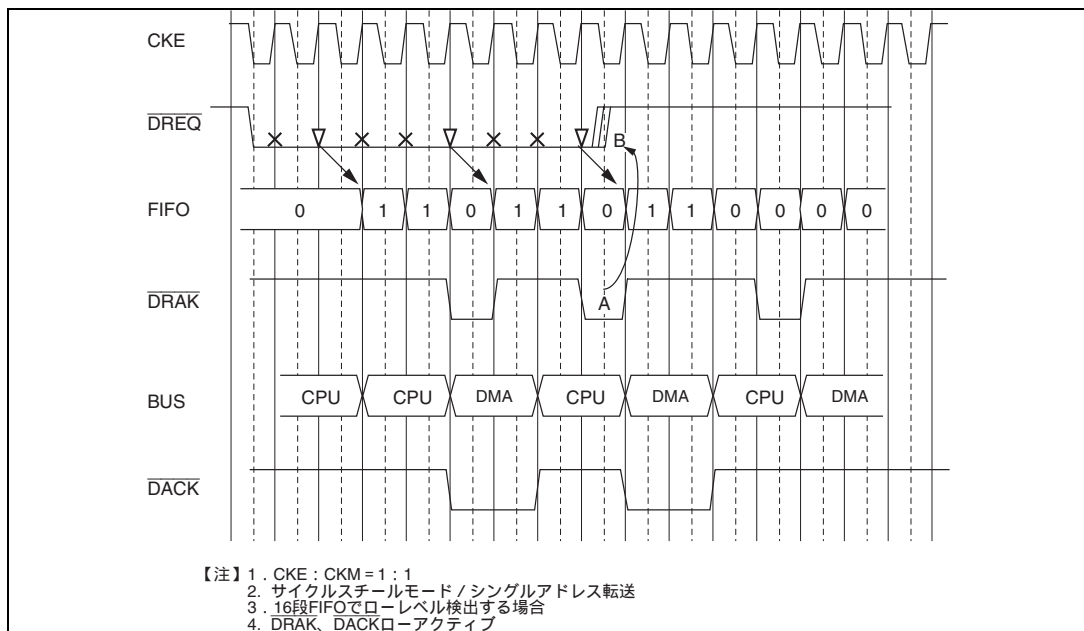 CKE
DREQ
B
FIFO
0 1 1 0 1 1 0 1 1 0 0 0 0
DRAK
A
BUS
CPU CPU DMA CPU DMA CPU DMA
DACK
【注】1．CKE：CKM＝1：1
2. サイクルスチールモード / シングルアドレス転送
3．16段FIFOでローレベル検出する場合
4. DRAK、DACKローアクティブ